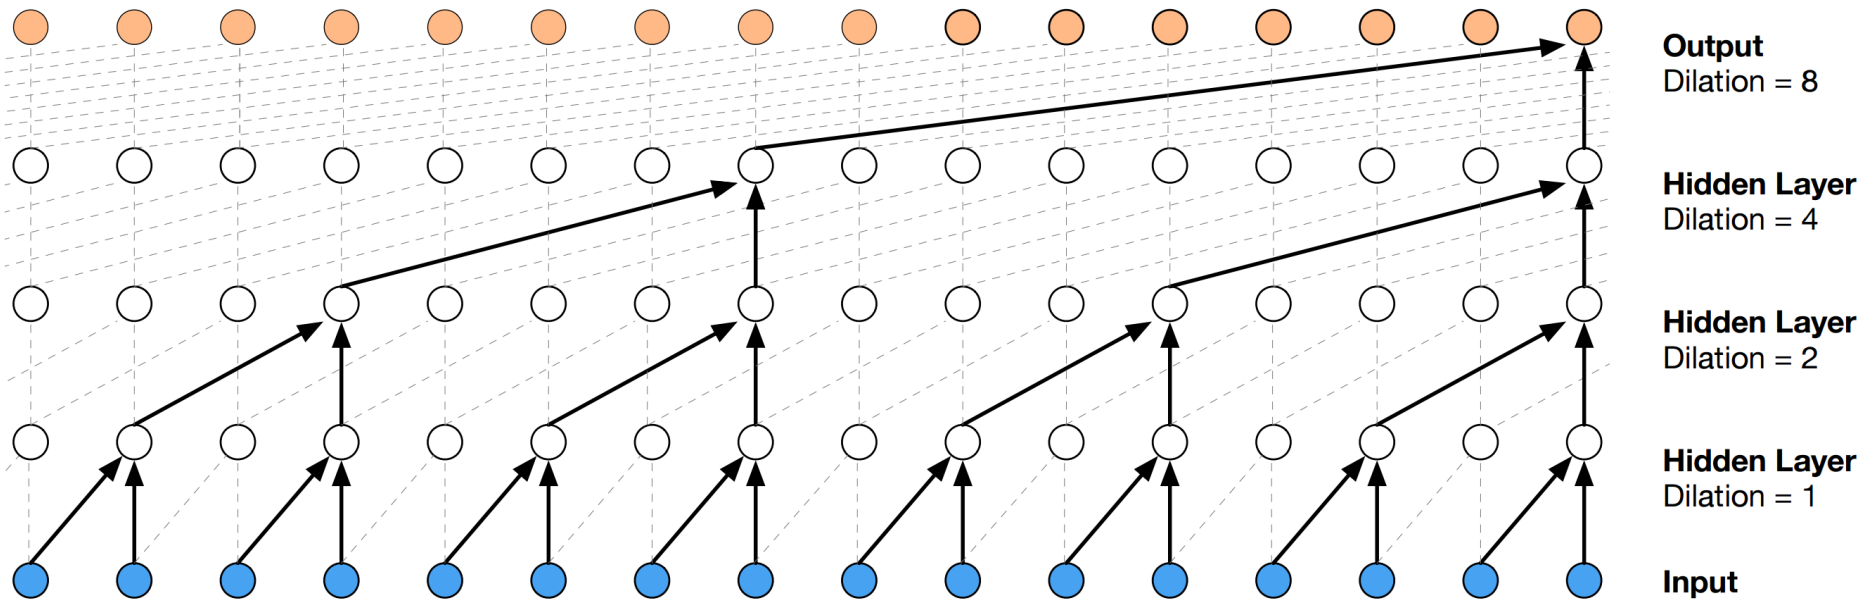 Output
Dilation = 8
Hidden Layer
Dilation = 4
Hidden Layer
Dilation = 2
Hidden Layer
Dilation = 1
Input